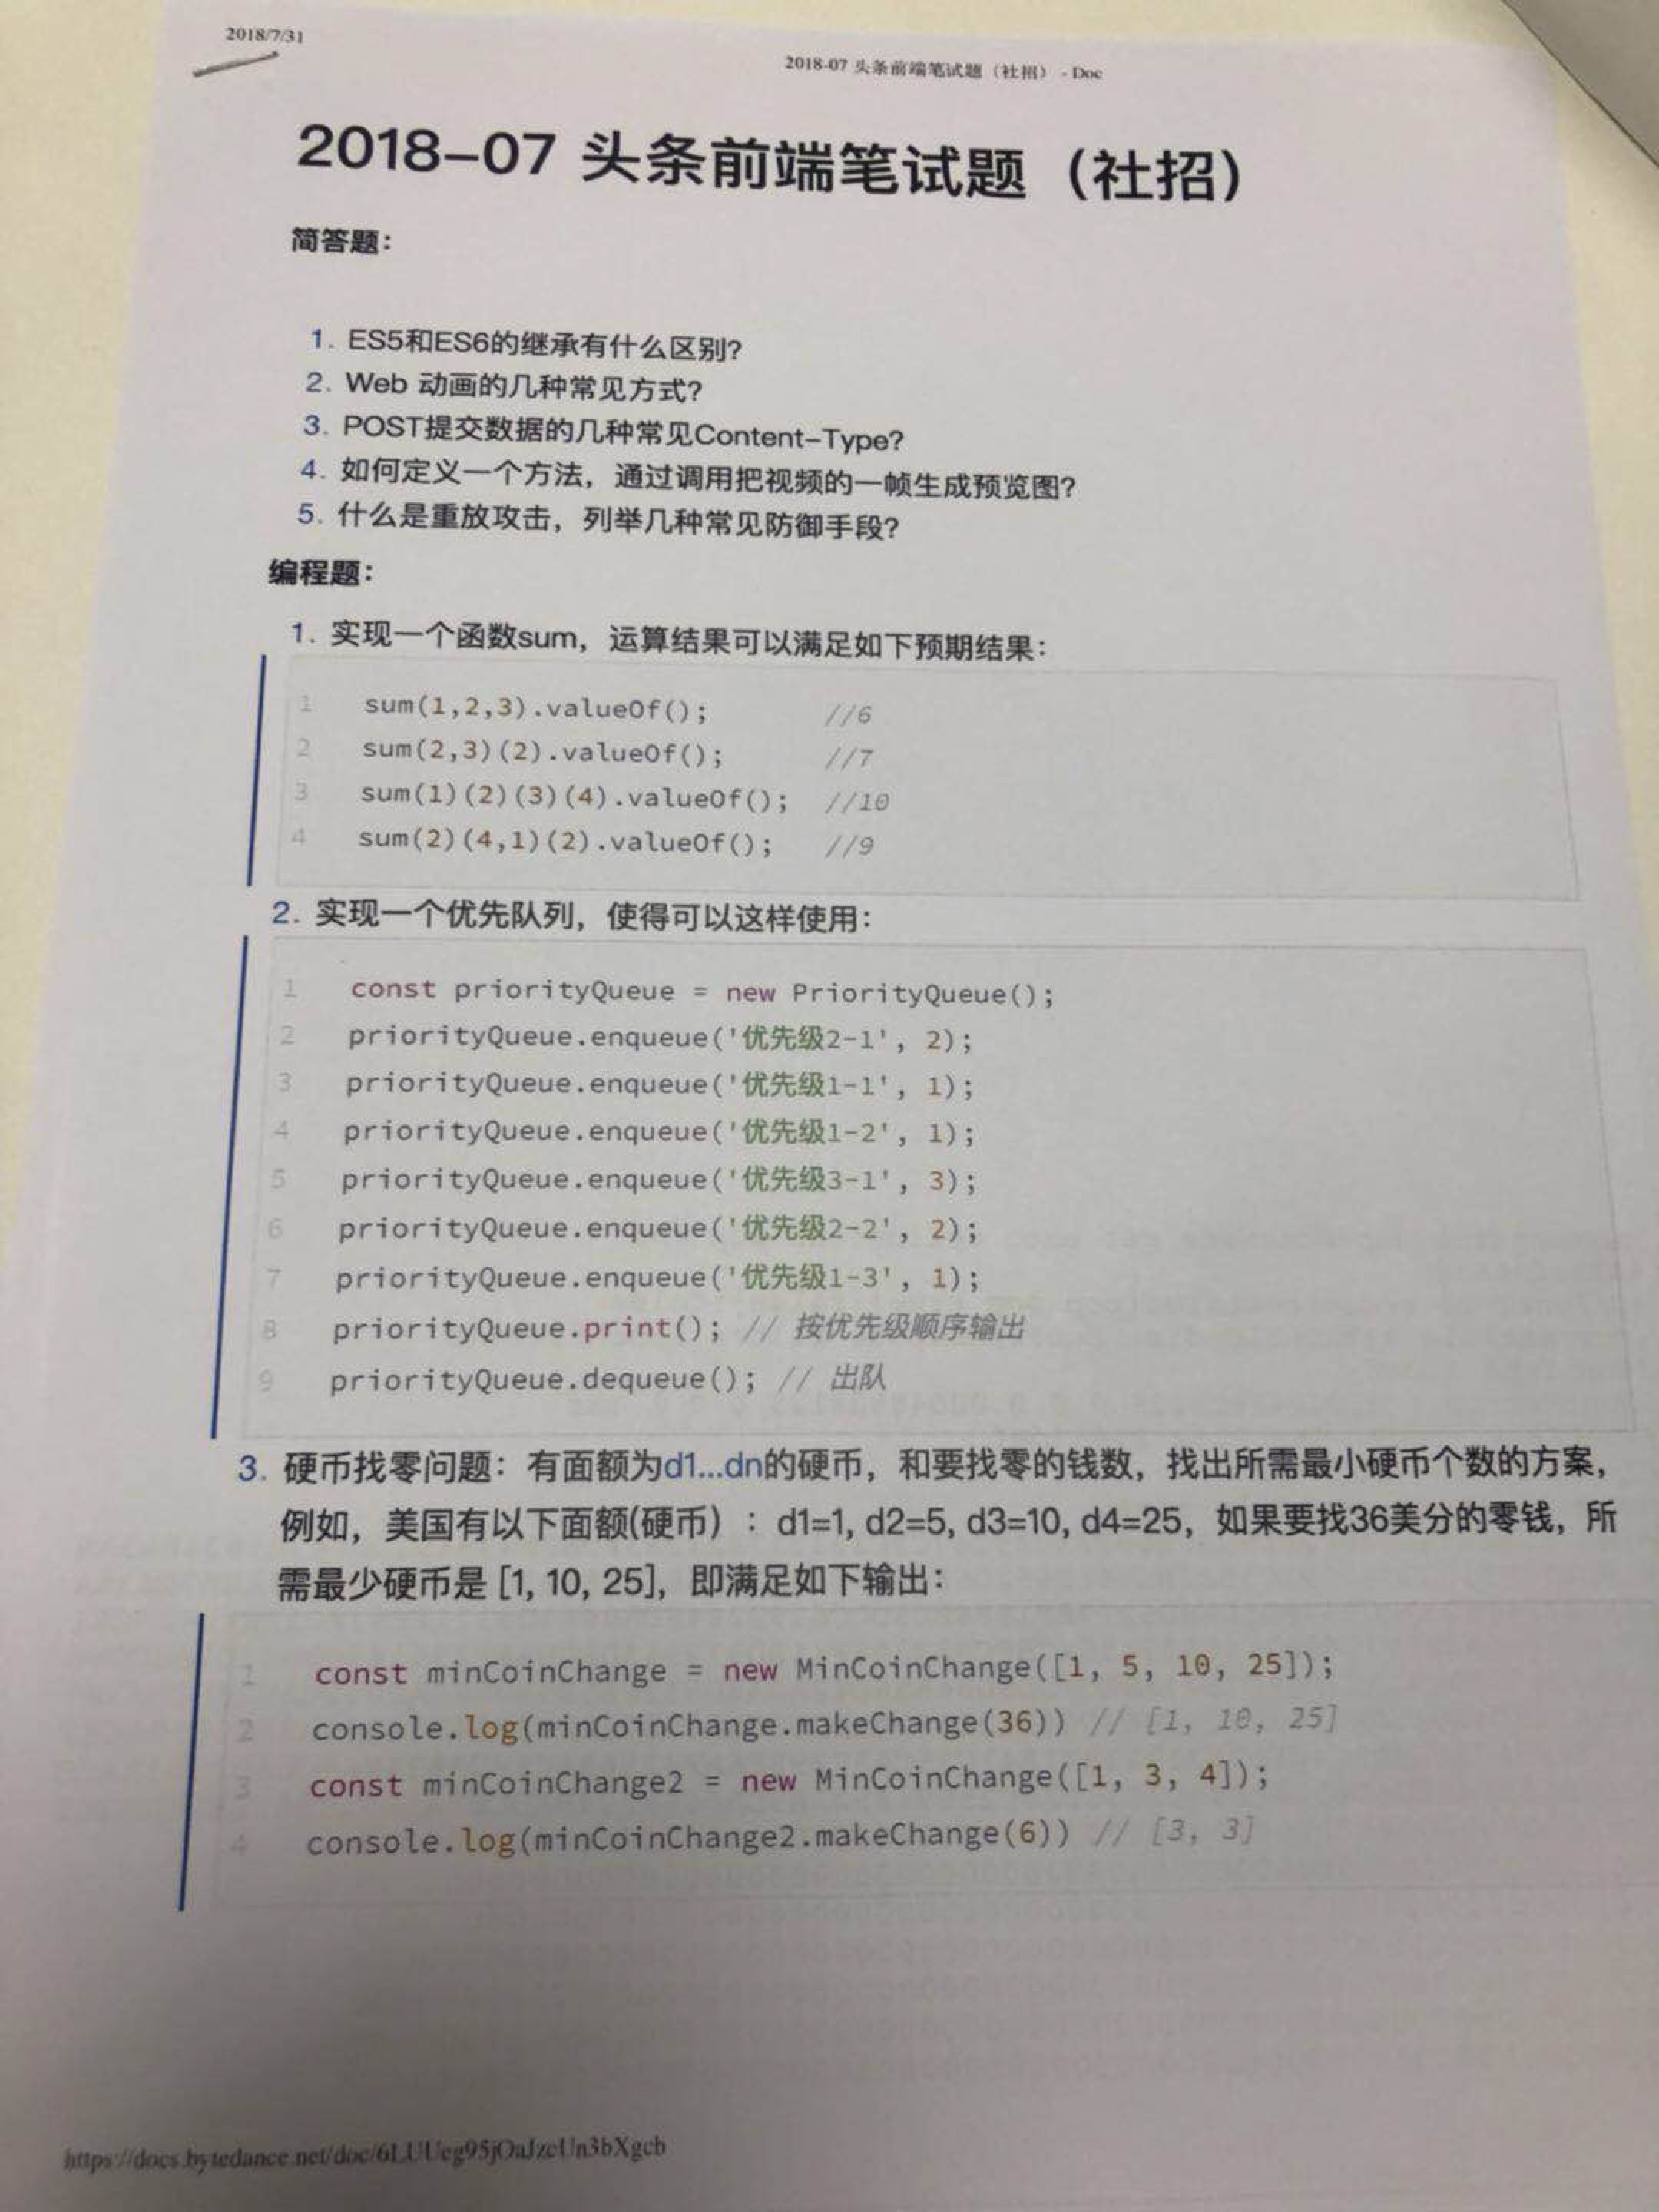 2018/7/31
2018-07 头条前端笔试题（社招） - Doc
2018-07 头条前端笔试题（社招）
简答题：
1. ES5和ES6的继承有什么区别?
2. Web 动画的几种常见方式?
3. POST提交数据的几种常见Content-Type?
4. 如何定义一个方法，通过调用把视频的一帧生成预览图?
5. 什么是重放攻击，列举几种常见防御手段?
编程题：
1. 实现一个函数sum，运算结果可以满足如下预期结果：
1 sum(1,2,3).valueOf(); //6
2 sum(2,3)(2).valueOf(); //7
3 sum(1)(2)(3)(4).valueOf(); //10
4 sum(2)(4,1)(2).valueOf(); //9
2. 实现一个优先队列，使得可以这样使用：
1 const priorityQueue = new PriorityQueue();
2 priorityQueue.enqueue('优先级2-1', 2);
3 priorityQueue.enqueue('优先级1-1', 1);
4 priorityQueue.enqueue('优先级1-2', 1);
5 priorityQueue.enqueue('优先级3-1', 3);
6 priorityQueue.enqueue('优先级2-2', 2);
7 priorityQueue.enqueue('优先级1-3', 1);
8 priorityQueue.print(); // 按优先级顺序输出
9 priorityQueue.dequeue(); // 出队
3. 硬币找零问题：有面额为d1...dn的硬币，和要找零的钱数，找出所需最小硬币个数的方案，
例如，美国有以下面额(硬币）：d1=1, d2=5, d3=10, d4=25，如果要找36美分的零钱，所
需最少硬币是 [1, 10, 25]，即满足如下输出：
1 const minCoinChange = new MinCoinChange([1, 5, 10, 25]);
2 console.log(minCoinChange.makeChange(36)) // [1, 10, 25]
3 const minCoinChange2 = new MinCoinChange([1, 3, 4]);
4 console.log(minCoinChange2.makeChange(6)) // [3, 3]